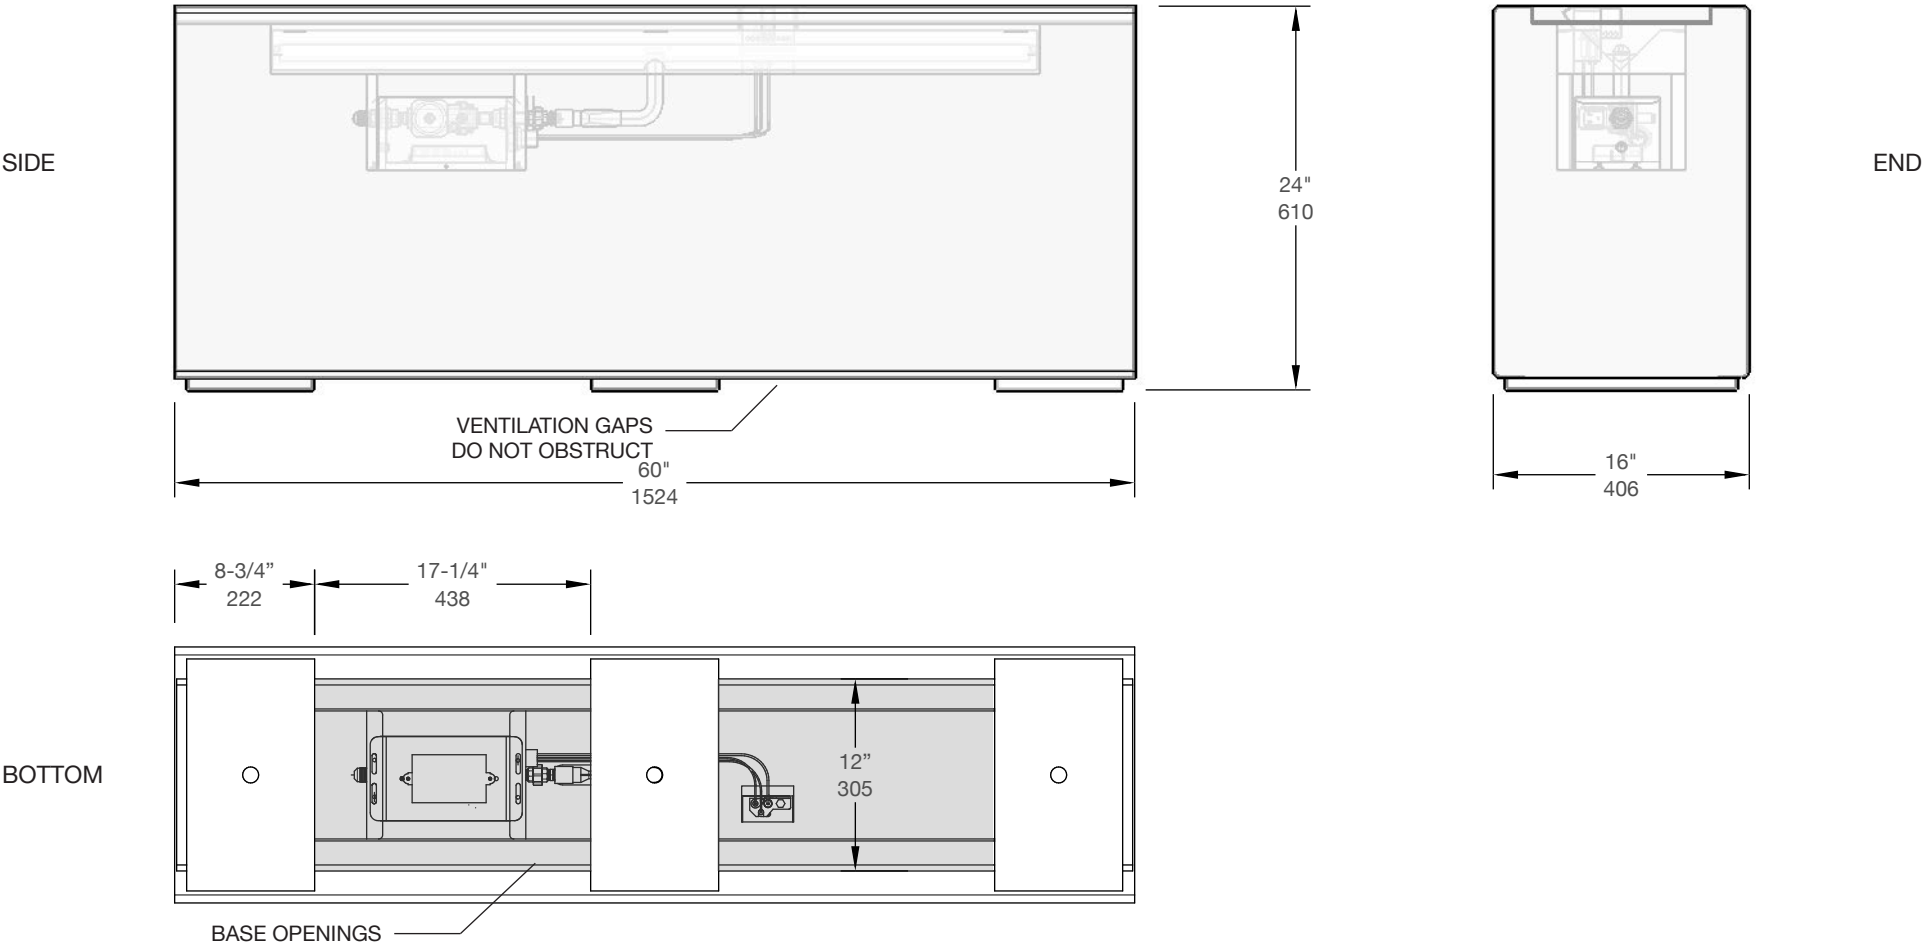 SIDE
24"
610
END
VENTILATION GAPS
DO NOT OBSTRUCT
60"
1524
16"
406
8-3/4”
222
17-1/4"
438
BOTTOM
12”
305
BASE OPENINGS